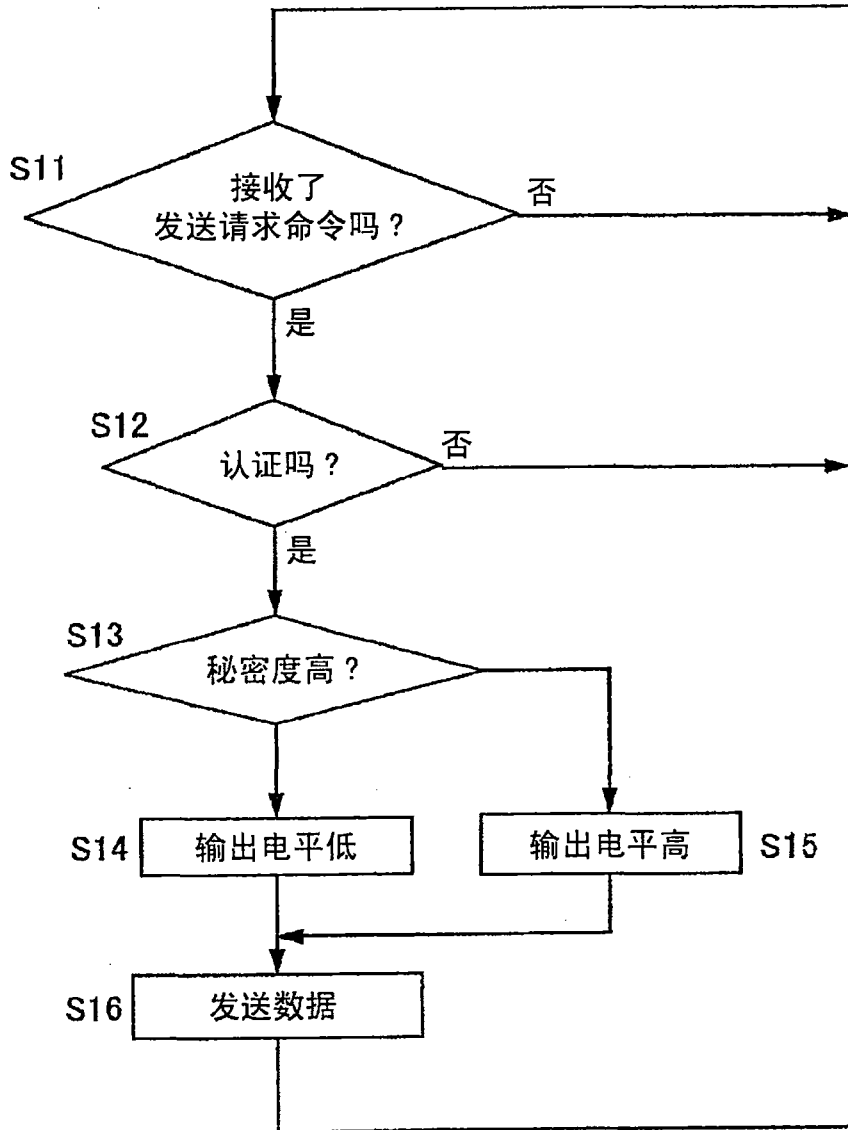 S11
接收了
发送请求命令吗？
否
是
S12
认证吗？
否
是
S13
秘密度高？
S14
输出电平低
输出电平高
S15
S16
发送数据